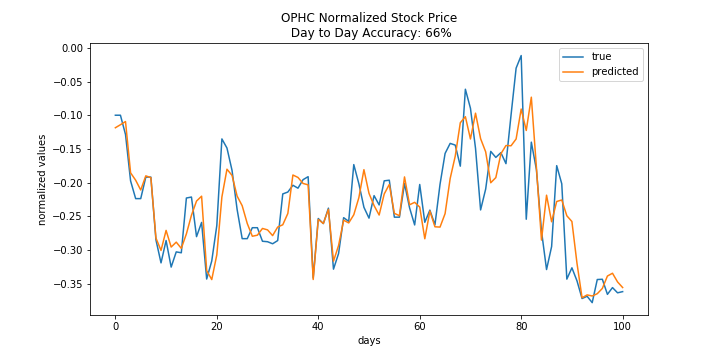 OPHC Normalized Stock Price
Day to Day Accuracy: 66%
true
predicted
normalized values
0.00
−0.05
−0.10
−0.15
−0.20
−0.25
−0.30
−0.35
0
20
40
60
80
100
days